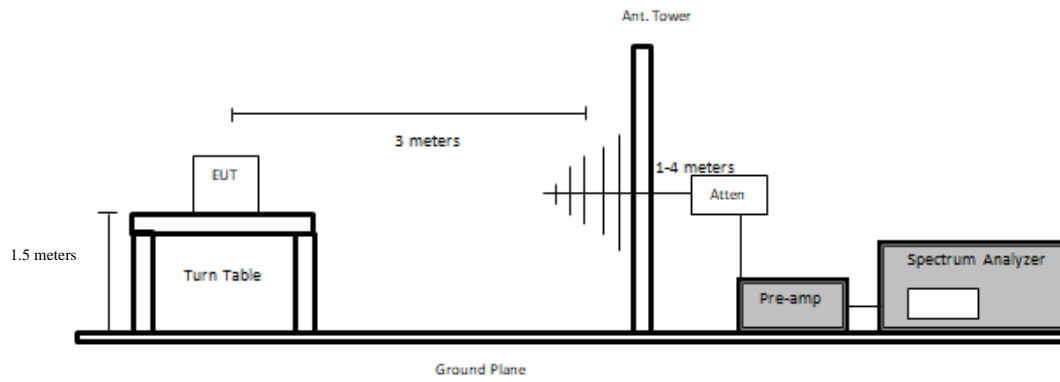 Ant. Tower
3 meters
1-4 meters
EUT
Atten
1.5 meters
Turn Table
Spectrum Analyzer
Pre-amp
Ground Plane